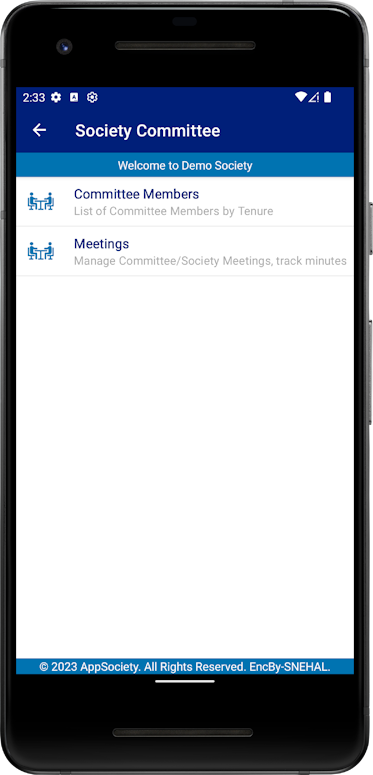 2:33
Society Committee
Welcome to Demo Society
Committee Members
List of Committee Members by Tenure
Meetings
Manage Committee/Society Meetings, track minutes
© 2023 AppSociety. All Rights Reserved. EncBy-SNEHAL.